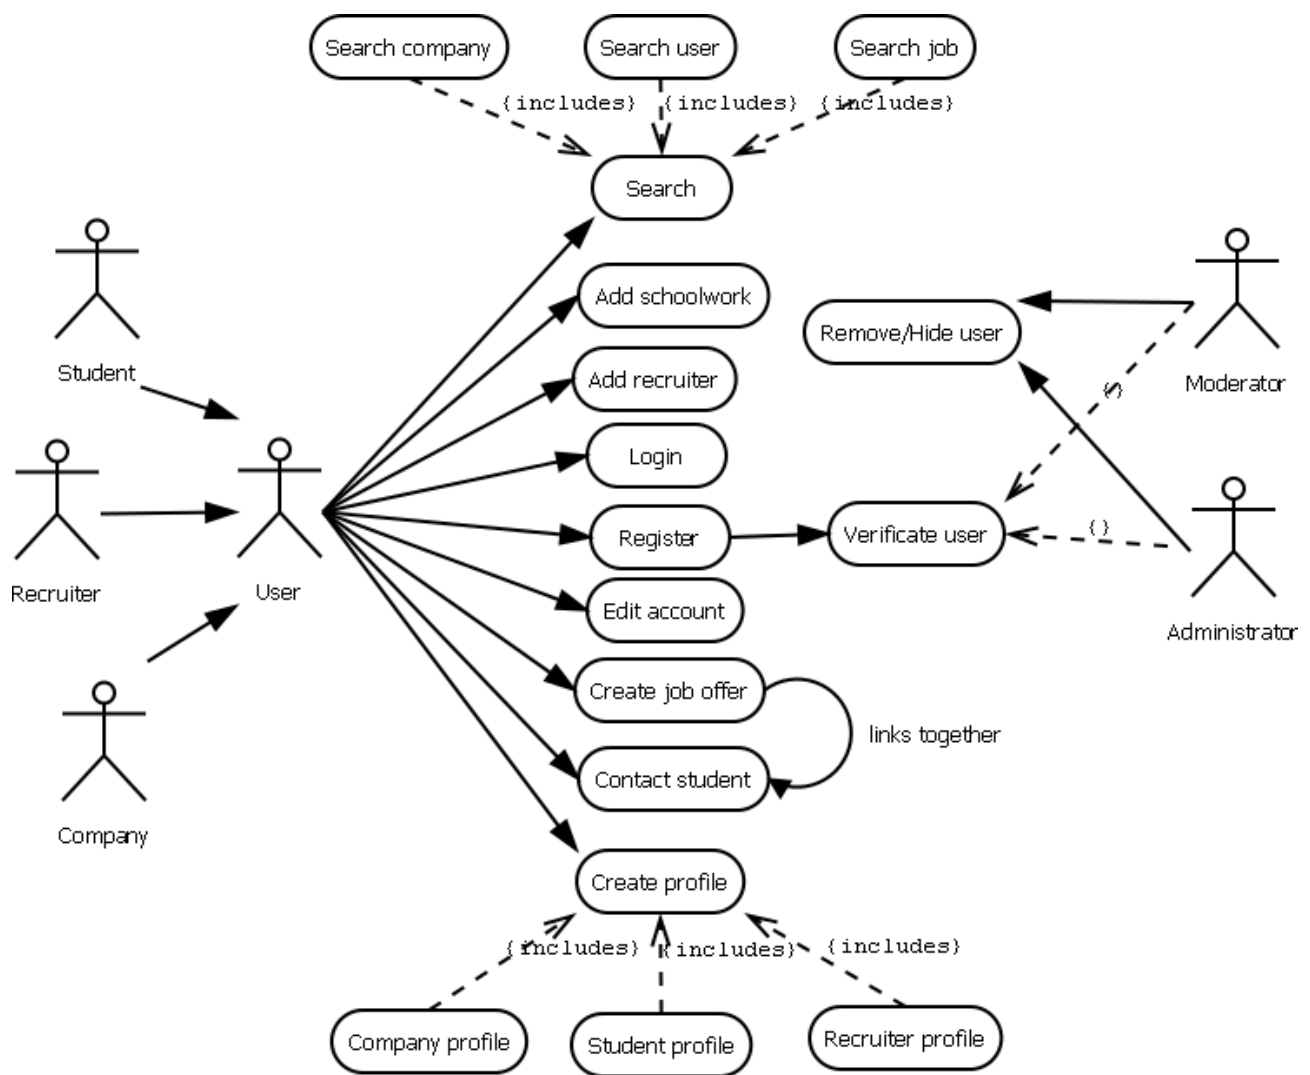 Search company
Search user
Search job
{includes}
{includes}
{includes}
Search
Add schoolwork
Student
Remove/Hide user
Moderator
Add recruiter
{}
Login
Recruiter
User
Register
Verificate user
{}
Edit account
Administrator
Create job offer
links together
Contact student
Company
Create profile
{includes}
{includes}
{includes}
Company profile
Student profile
Recruiter profile